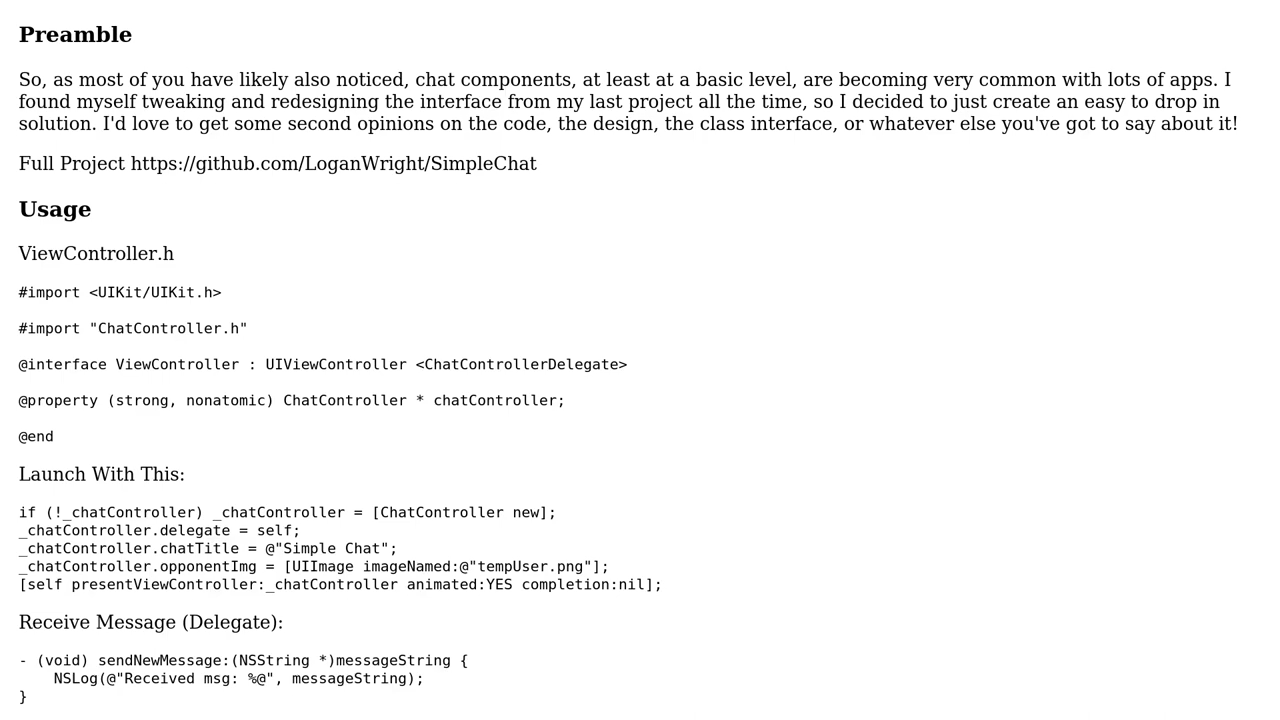 Preamble
So, as most of you have likely also noticed, chat components, at least at a basic level, are becoming very common with lots of apps. I
found myself tweaking and redesigning the interface from my last project all the time, so I decided to just create an easy to drop in
solution. I'd love to get some second opinions on the code, the design, the class interface, or whatever else you've got to say about it!
Full Project https://github.com/LoganWright/SimpleChat
Usage
ViewController.h
#import <UIKit/UIKit.h>
#import "ChatController.h"
@interface ViewController : UIViewController <ChatControllerDelegate>
@property (strong, nonatomic) ChatController * chatController;
@end
Launch With This:
if (!_chatController) _chatController = [ChatController new];
_chatController.delegate = self;
_chatController.chatTitle = @"Simple Chat";
_chatController.opponentImg = [UIImage imageNamed:@"tempUser.png"];
[self presentViewController:_chatController animated:YES completion:nil];
Receive Message (Delegate):
- (void) sendNewMessage:(NSString *)messageString {
    NSLog(@"Received msg: %@", messageString);
}